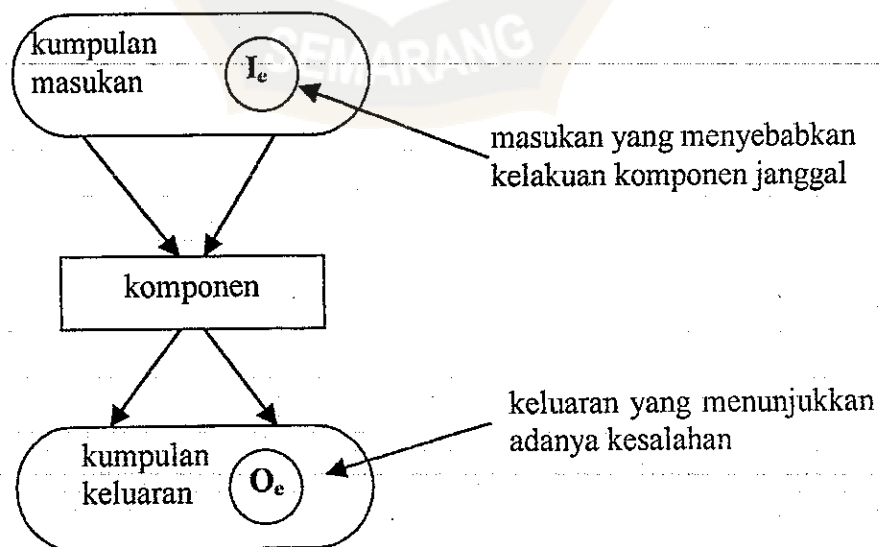 SEMARANG
kumpulan
masukan
Ie
masukan yang menyebabkan
kelakuan komponen janggal
komponen
keluaran yang menunjukkan
adanya kesalahan
kumpulan
keluaran
Oe